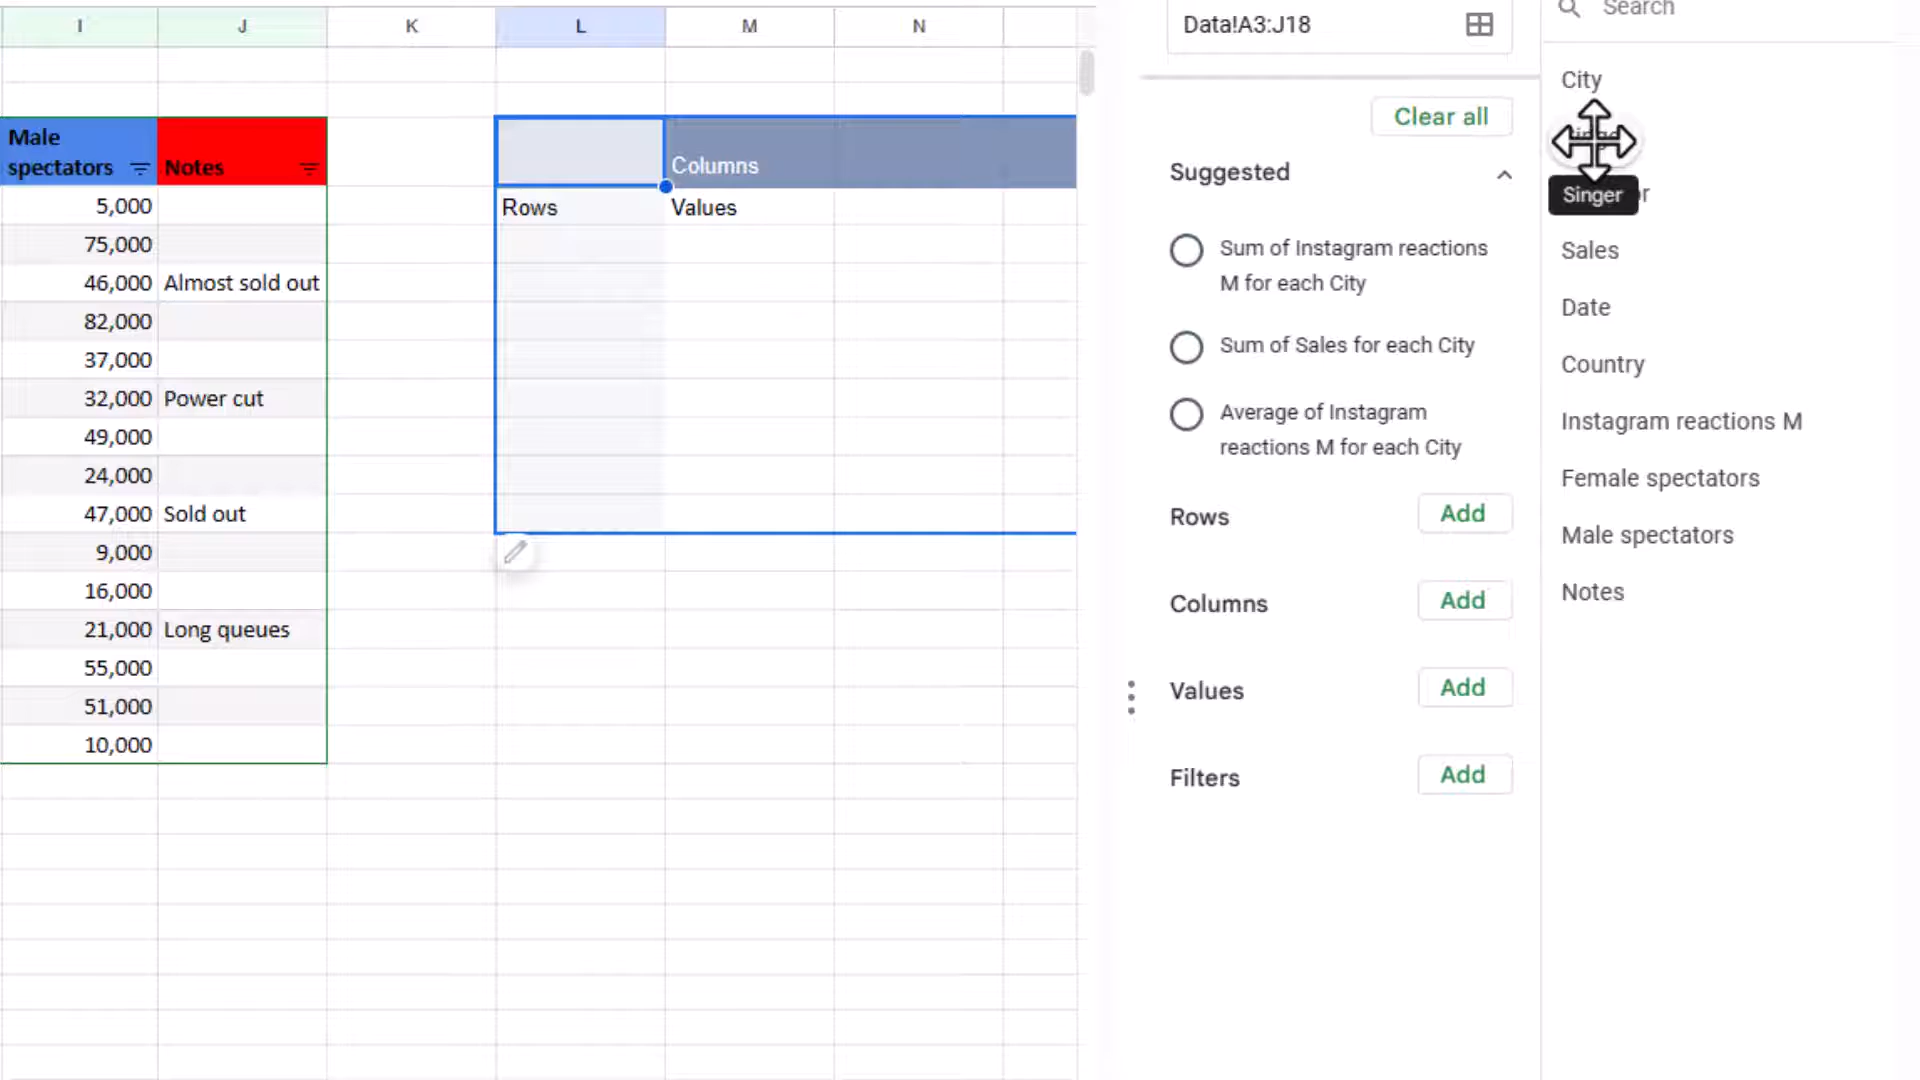 I
J
K
L
M
N
Male
spectators
Notes
5,000
75,000
46,000 Almost sold out
82,000
37,000
32,000 Power cut
49,000
24,000
47,000 Sold out
9,000
16,000
21,000 Long queues
55,000
51,000
10,000
Columns
Rows Values
Data!A3:J18
Clear all
Suggested
Sum of Instagram reactions
M for each City
Sum of Sales for each City
Average of Instagram
reactions M for each City
Rows Add
Columns Add
Values Add
Filters Add
Search
City
Singer
Sales
Date
Country
Instagram reactions M
Female spectators
Male spectators
Notes